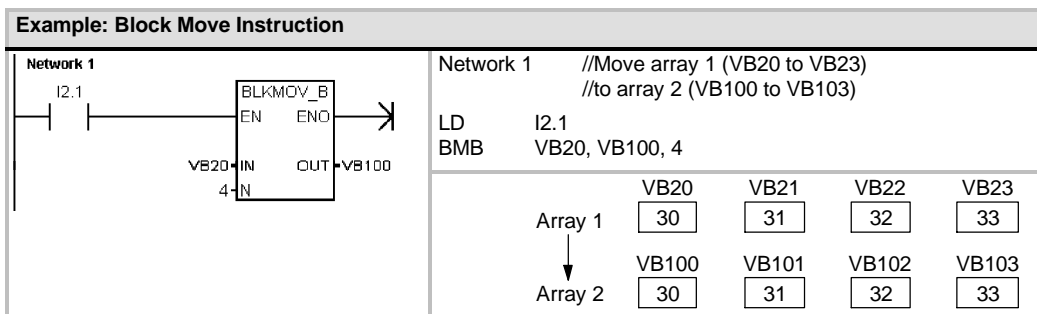 Example: Block Move Instruction
Network 1
I2.1
BLKMOV_B
EN ENO
VB20 IN OUT VB100
4 N
Network 1 //Move array 1 (VB20 to VB23)
//to array 2 (VB100 to VB103)
LD I2.1
BMB VB20, VB100, 4
VB20 VB21 VB22 VB23
Array 1 30 31 32 33
VB100 VB101 VB102 VB103
Array 2 30 31 32 33